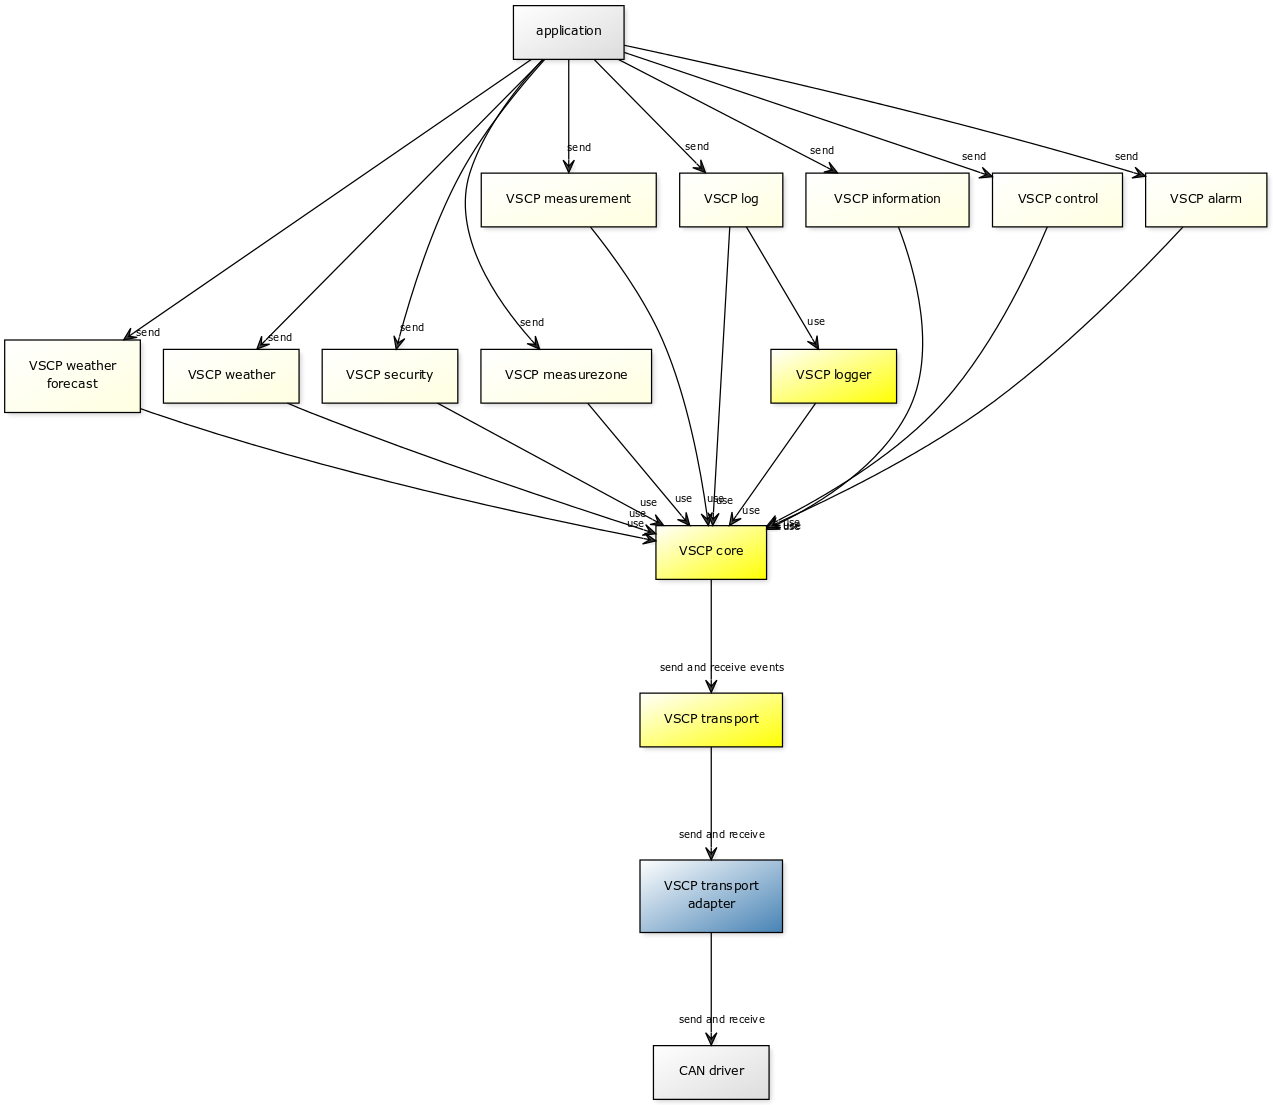 application
send
send
send
send
send
VSCP measurement
VSCP log
VSCP information
VSCP control
VSCP alarm
use
send
send
send
send
VSCP weather
forecast
VSCP weather
VSCP security
VSCP measurezone
VSCP logger
use
use
use
use
use
use
use
use
use
use
VSCP core
send and receive events
VSCP transport
send and receive
VSCP transport
adapter
send and receive
CAN driver